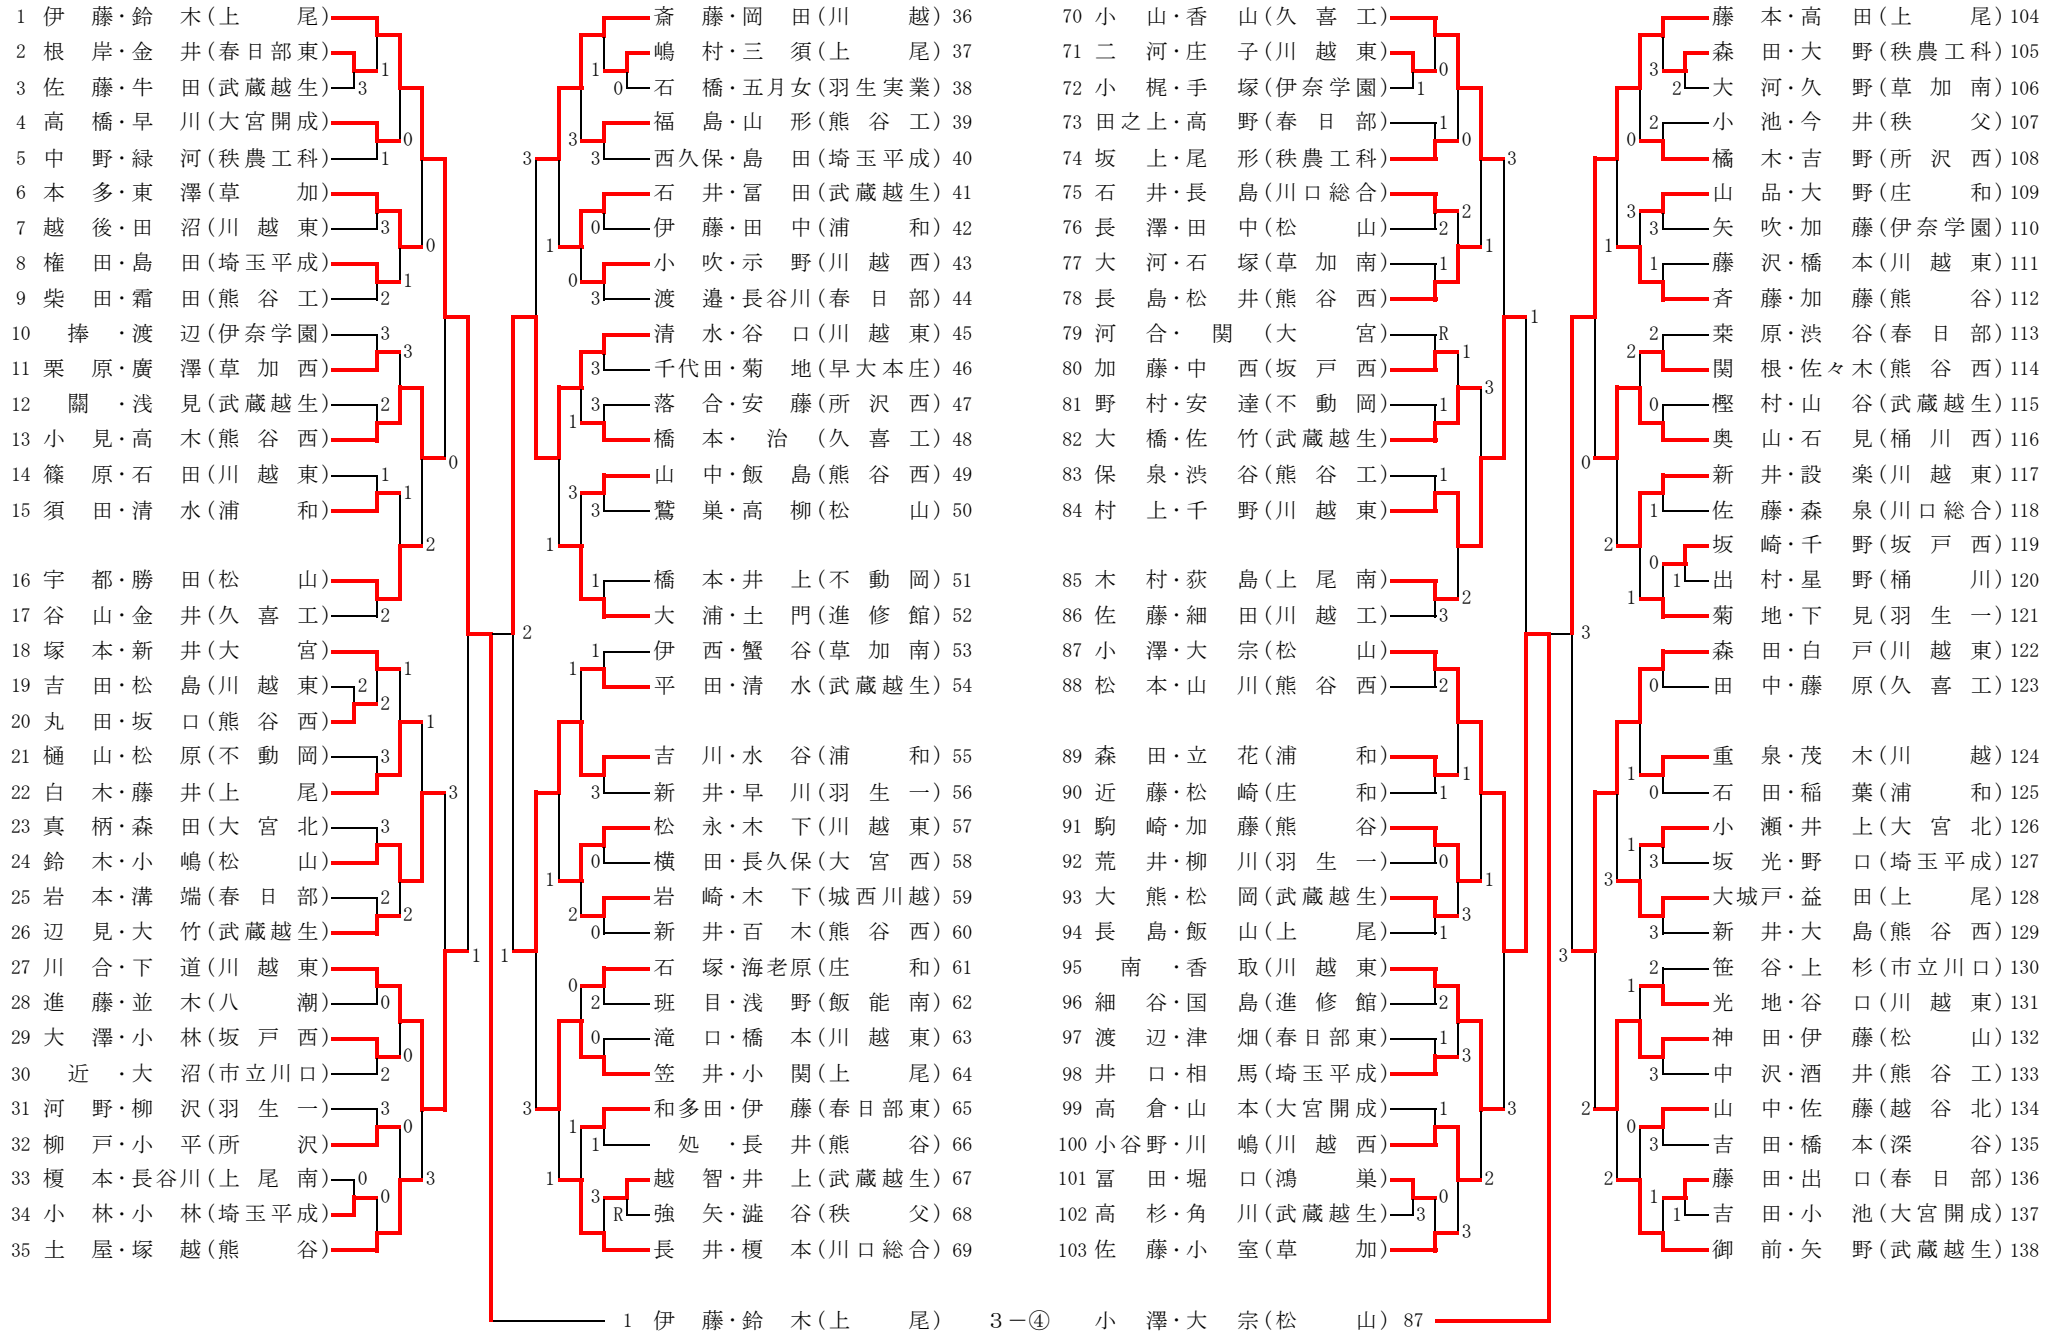 1 伊藤・鈴木(上尾)
2 根岸・金井(春日部東)
3 佐藤・牛田(武蔵越生)
4 高橋・早川(大宮開成)
5 中野・緑河(秩農工科)
6 本多・東澤(草加)
7 越後・田沼(川越東)
8 権田・島田(埼玉平成)
9 柴田・霜田(熊谷工)
10 捧・渡辺(伊奈学園)
11 栗原・廣澤(草加西)
12 關・浅見(武蔵越生)
13 小見・高木(熊谷西)
14 篠原・石田(川越東)
15 須田・清水(浦和)
16 宇都・勝田(松山)
17 谷山・金井(久喜工)
18 塚本・新井(大宮)
19 吉田・松島(川越東)
20 丸田・坂口(熊谷西)
21 樋山・松原(不動岡)
22 白木・藤井(上尾)
23 真柄・森田(大宮北)
24 鈴木・小嶋(松山)
25 岩本・溝端(春日部)
26 辺見・大竹(武蔵越生)
27 川合・下道(川越東)
28 進藤・並木(八潮)
29 大澤・小林(坂戸西)
30 近・大沼(市立川口)
31 河野・柳沢(羽生一)
32 柳戸・小平(所沢)
33 榎本・長谷川(上尾南)
34 小林・小林(埼玉平成)
35 土屋・塚越(熊谷)
斎藤・岡田(川越) 36
嶋村・三須(上尾) 37
石橋・五月女(羽生実業) 38
福島・山形(熊谷工) 39
西久保・島田(埼玉平成) 40
石井・冨田(武蔵越生) 41
伊藤・田中(浦和) 42
小吹・示野(川越西) 43
渡邉・長谷川(春日部) 44
清水・谷口(川越東) 45
千代田・菊地(早大本庄) 46
落合・安藤(所沢西) 47
橋本・治(久喜工) 48
山中・飯島(熊谷西) 49
鷲巣・高柳(松山) 50
橋本・井上(不動岡) 51
大浦・土門(進修館) 52
伊西・蟹谷(草加南) 53
平田・清水(武蔵越生) 54
吉川・水谷(浦和) 55
新井・早川(羽生一) 56
松永・木下(川越東) 57
横田・長久保(大宮西) 58
岩崎・木下(城西川越) 59
新井・百木(熊谷西) 60
石塚・海老原(庄和) 61
班目・浅野(飯能南) 62
滝口・橋本(川越東) 63
笠井・小関(上尾) 64
和多田・伊藤(春日部東) 65
処・長井(熊谷) 66
越智・井上(武蔵越生) 67
強矢・澁谷(秩父) 68
長井・榎本(川口総合) 69
70 小山・香山(久喜工)
71 二河・庄子(川越東)
72 小梶・手塚(伊奈学園)
73 田之上・高野(春日部)
74 坂上・尾形(秩農工科)
75 石井・長島(川口総合)
76 長澤・田中(松山)
77 大河・石塚(草加南)
78 長島・松井(熊谷西)
79 河合・関(大宮)
80 加藤・中西(坂戸西)
81 野村・安達(不動岡)
82 大橋・佐竹(武蔵越生)
83 保泉・渋谷(熊谷工)
84 村上・千野(川越東)
85 木村・荻島(上尾南)
86 佐藤・細田(川越工)
87 小澤・大宗(松山)
88 松本・山川(熊谷西)
89 森田・立花(浦和)
90 近藤・松崎(庄和)
91 駒崎・加藤(熊谷)
92 荒井・柳川(羽生一)
93 大熊・松岡(武蔵越生)
94 長島・飯山(上尾)
95 南・香取(川越東)
96 細谷・国島(進修館)
97 渡辺・津畑(春日部東)
98 井口・相馬(埼玉平成)
99 高倉・山本(大宮開成)
100 小谷野・川嶋(川越西)
101 冨田・堀口(鴻巣)
102 高杉・角川(武蔵越生)
103 佐藤・小室(草加)
藤本・高田(上尾) 104
森田・大野(秩農工科) 105
大河・久野(草加南) 106
小池・今井(秩父) 107
橘木・吉野(所沢西) 108
山品・大野(庄和) 109
矢吹・加藤(伊奈学園) 110
藤沢・橋本(川越東) 111
斉藤・加藤(熊谷) 112
栗原・渋谷(春日部) 113
関根・佐々木(熊谷西) 114
樫村・山谷(武蔵越生) 115
奥山・石見(桶川西) 116
新井・設楽(川越東) 117
佐藤・森泉(川口総合) 118
坂崎・千野(坂戸西) 119
出村・星野(桶川) 120
菊地・下見(羽生一) 121
森田・白戸(川越東) 122
田中・藤原(久喜工) 123
重泉・茂木(川越) 124
石田・稲葉(浦和) 125
小瀬・井上(大宮北) 126
坂光・野口(埼玉平成) 127
大城戸・益田(上尾) 128
新井・大島(熊谷西) 129
笹谷・上杉(市立川口) 130
光地・谷口(川越東) 131
神田・伊藤(松山) 132
中沢・酒井(熊谷工) 133
山中・佐藤(越谷北) 134
吉田・橋本(深谷) 135
藤田・出口(春日部) 136
吉田・小池(大宮開成) 137
御前・矢野(武蔵越生) 138
1 伊藤・鈴木(上尾) 3－④ 小澤・大宗(松山) 87